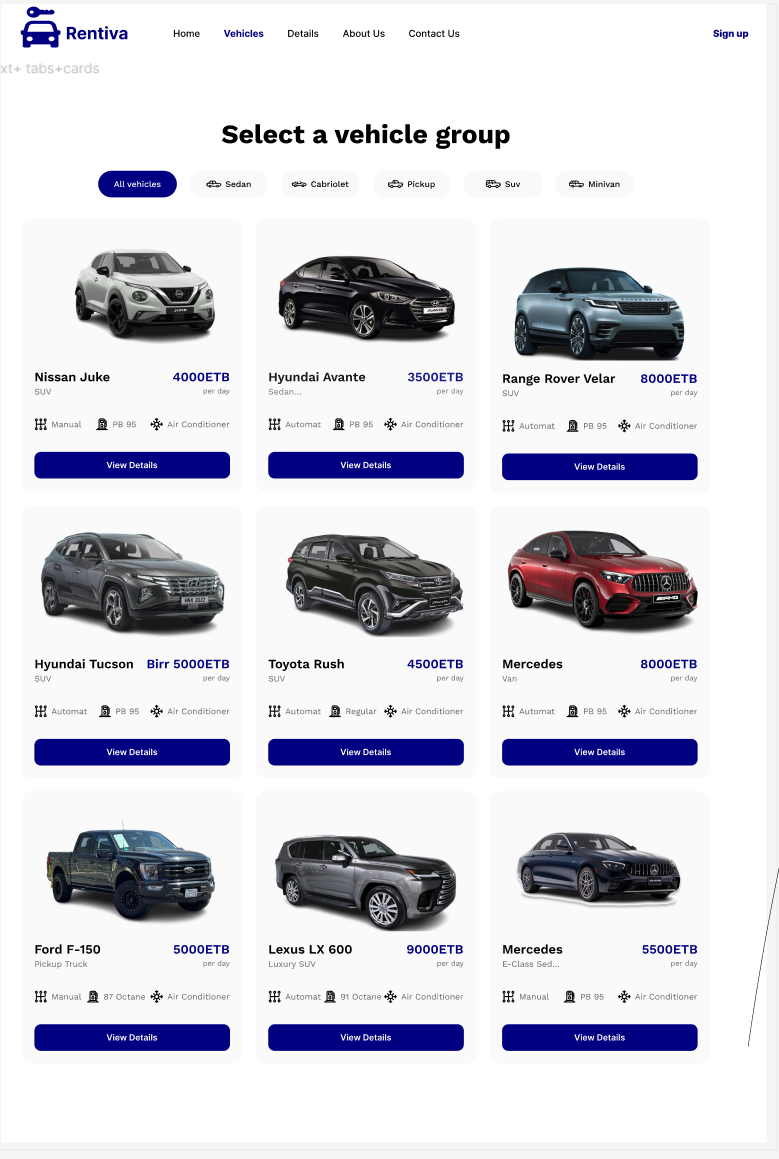 Rentiva Home Vehicles Details About Us Contact Us Sign up
xt+ tabs+cards
Select a vehicle group
All vehicles Sedan Cabriolet Pickup Suv Minivan
JUKE
AVANTE
RANGE ROVER
Nissan Juke 4000ETB
SUV per day
Manual PB 95 Air Conditioner
View Details
Hyundai Avante 3500ETB
Sedan... per day
Automat PB 95 Air Conditioner
View Details
Range Rover Velar 8000ETB
SUV per day
Automat PB 95 Air Conditioner
View Details
HNX 2022
AMG
Hyundai Tucson Birr 5000ETB
SUV per day
Automat PB 95 Air Conditioner
View Details
Toyota Rush 4500ETB
SUV per day
Automat Regular Air Conditioner
View Details
Mercedes 8000ETB
Van per day
Automat PB 95 Air Conditioner
View Details
Ford F-150 5000ETB
Pickup Truck per day
Manual 87 Octane Air Conditioner
View Details
Lexus LX 600 9000ETB
Luxury SUV per day
Automat 91 Octane Air Conditioner
View Details
Mercedes 5500ETB
E-Class Sed... per day
Manual PB 95 Air Conditioner
View Details